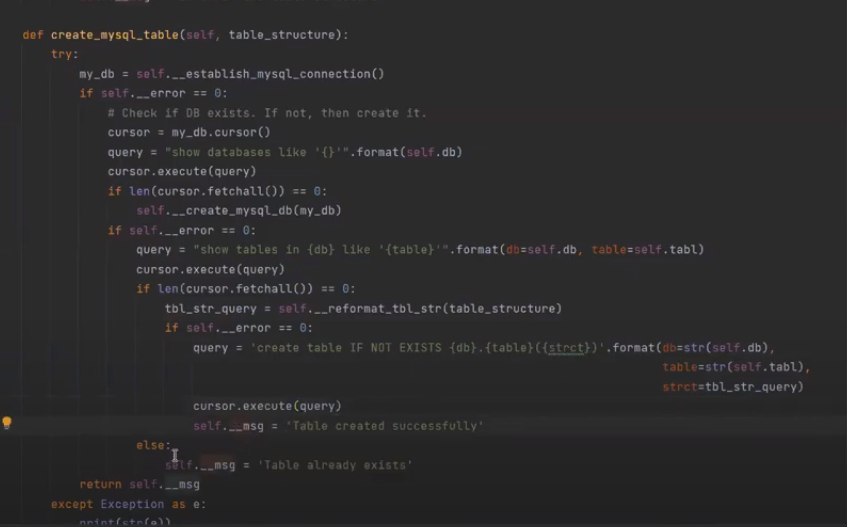 def create_mysql_table(self, table_structure):
try:
my_db = self.__establish_mysql_connection()
if self.__error == 0:
# Check if DB exists. If not, then create it.
cursor = my_db.cursor()
query = "show databases like '{}'".format(self.db)
cursor.execute(query)
if len(cursor.fetchall()) == 0:
self.__create_mysql_db(my_db)
if self.__error == 0:
query = "show tables in {db} like '{table}'".format(db=self.db, table=self.tabl)
cursor.execute(query)
if len(cursor.fetchall()) == 0:
tbl_str_query = self.__reformat_tbl_str(table_structure)
if self.__error == 0:
query = 'create table IF NOT EXISTS {db}.{table}({strct})'.format(db=str(self.db),
table=str(self.tabl),
strct=tbl_str_query)
cursor.execute(query)
self.__msg = 'Table created successfully'
else:
self.__msg = 'Table already exists'
return self.__msg
except Exception as e:
print(str(e))